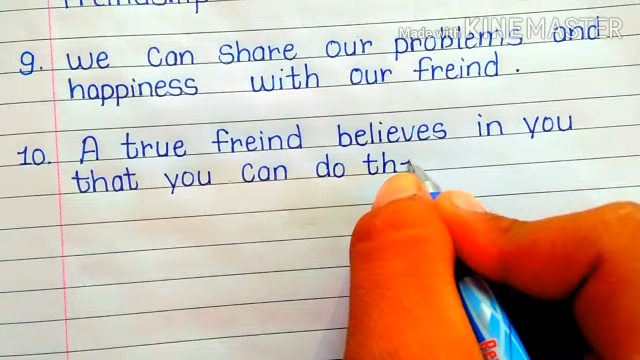 Made with KINEMASTER
9. we can share our problems and
happiness with our freind.
10. A true freind believes in you
that you can do